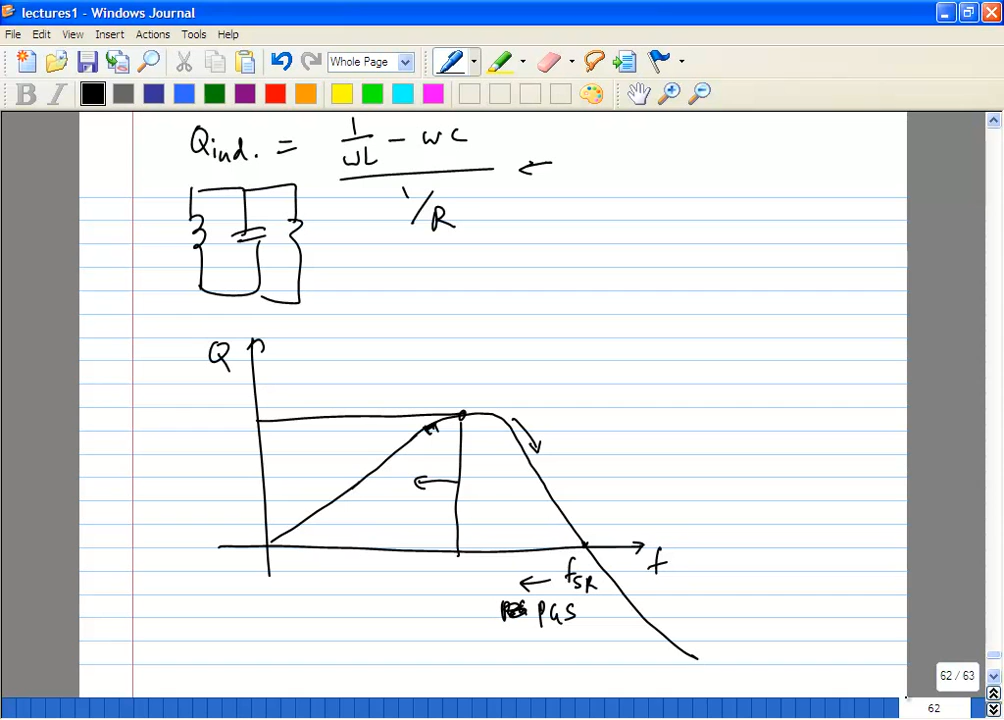 lectures1 - Windows Journal
File Edit View Insert Actions Tools Help
Whole Page
B I
Qind. = (1/ωL - ωC) / (1/R) ←
Q
f
← fSR
PGS
62 / 63
62